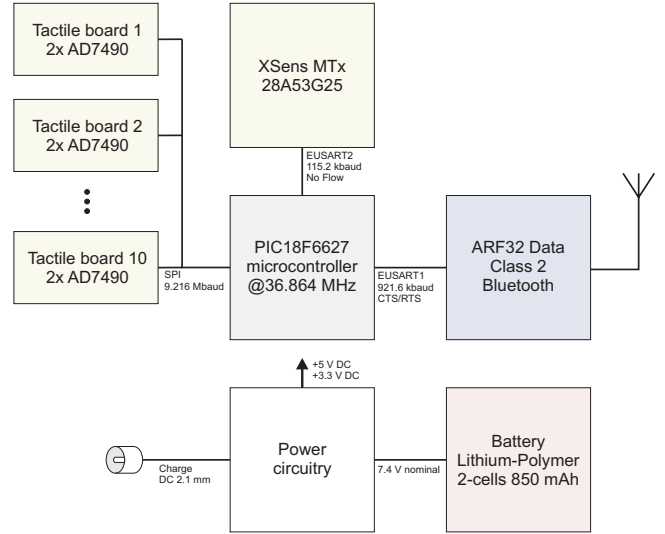 Tactile board 1
2x AD7490
XSens MTx
28A53G25
Tactile board 2
2x AD7490
EUSART2
115.2 kbaud
No Flow
Tactile board 10
2x AD7490
SPI
9.216 Mbaud
PIC18F6627
microcontroller
@36.864 MHz
EUSART1
921.6 kbaud
CTS/RTS
ARF32 Data
Class 2
Bluetooth
+5 V DC
+3.3 V DC
Charge
DC 2.1 mm
Power
circuitry
7.4 V nominal
Battery
Lithium-Polymer
2-cells 850 mAh